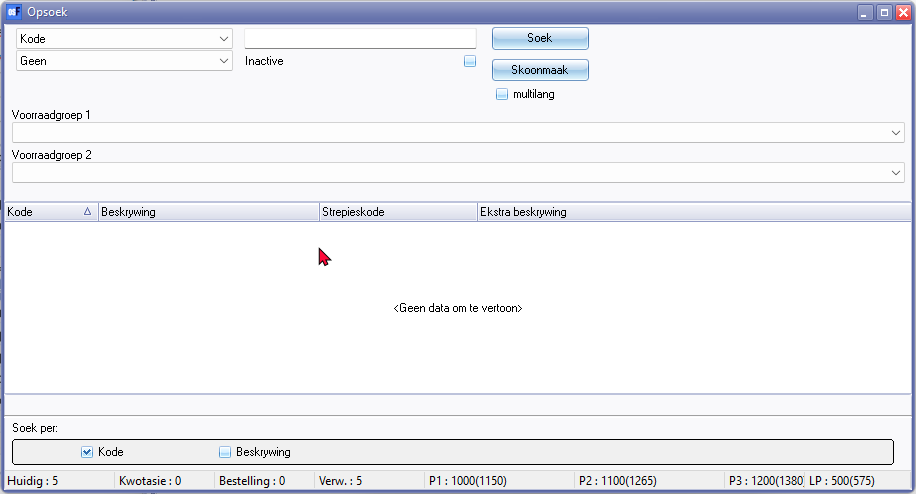 Opsoek
Kode
Soek
Geen
Inactive
Skoonmaak
multilang
Voorraadgroep 1
Voorraadgroep 2
Kode Beskrywing Strepieskode Ekstra beskrywing
<Geen data om te vertoon>
Soek per:
Kode Beskrywing
Huidig : 5 Kwotasie : 0 Bestelling : 0 Verw. : 5 P1 : 1000(1150) P2 : 1100(1265) P3 : 1200(1380) LP : 500(575)